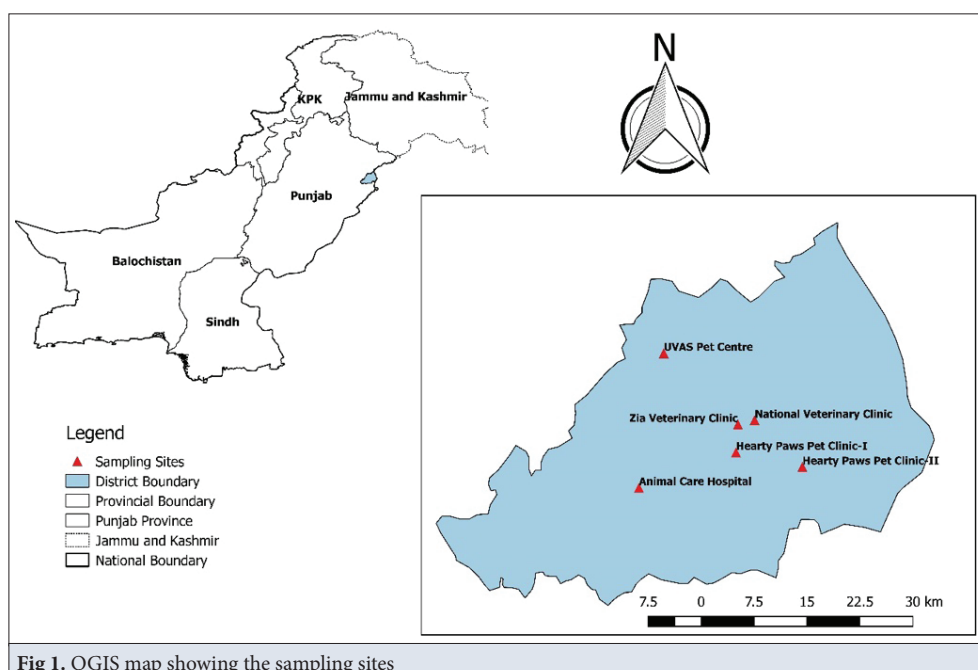 N
KPK
Jammu and Kashmir
Punjab
Balochistan
Sindh
Legend
Sampling Sites
District Boundary
Provincial Boundary
Punjab Province
Jammu and Kashmir
National Boundary
UVAS Pet Centre
Zia Veterinary Clinic
National Veterinary Clinic
Hearty Paws Pet Clinic-I
Hearty Paws Pet Clinic-II
Animal Care Hospital
7.5 0 7.5 15 22.5 30 km
Fig 1. QGIS map showing the sampling sites